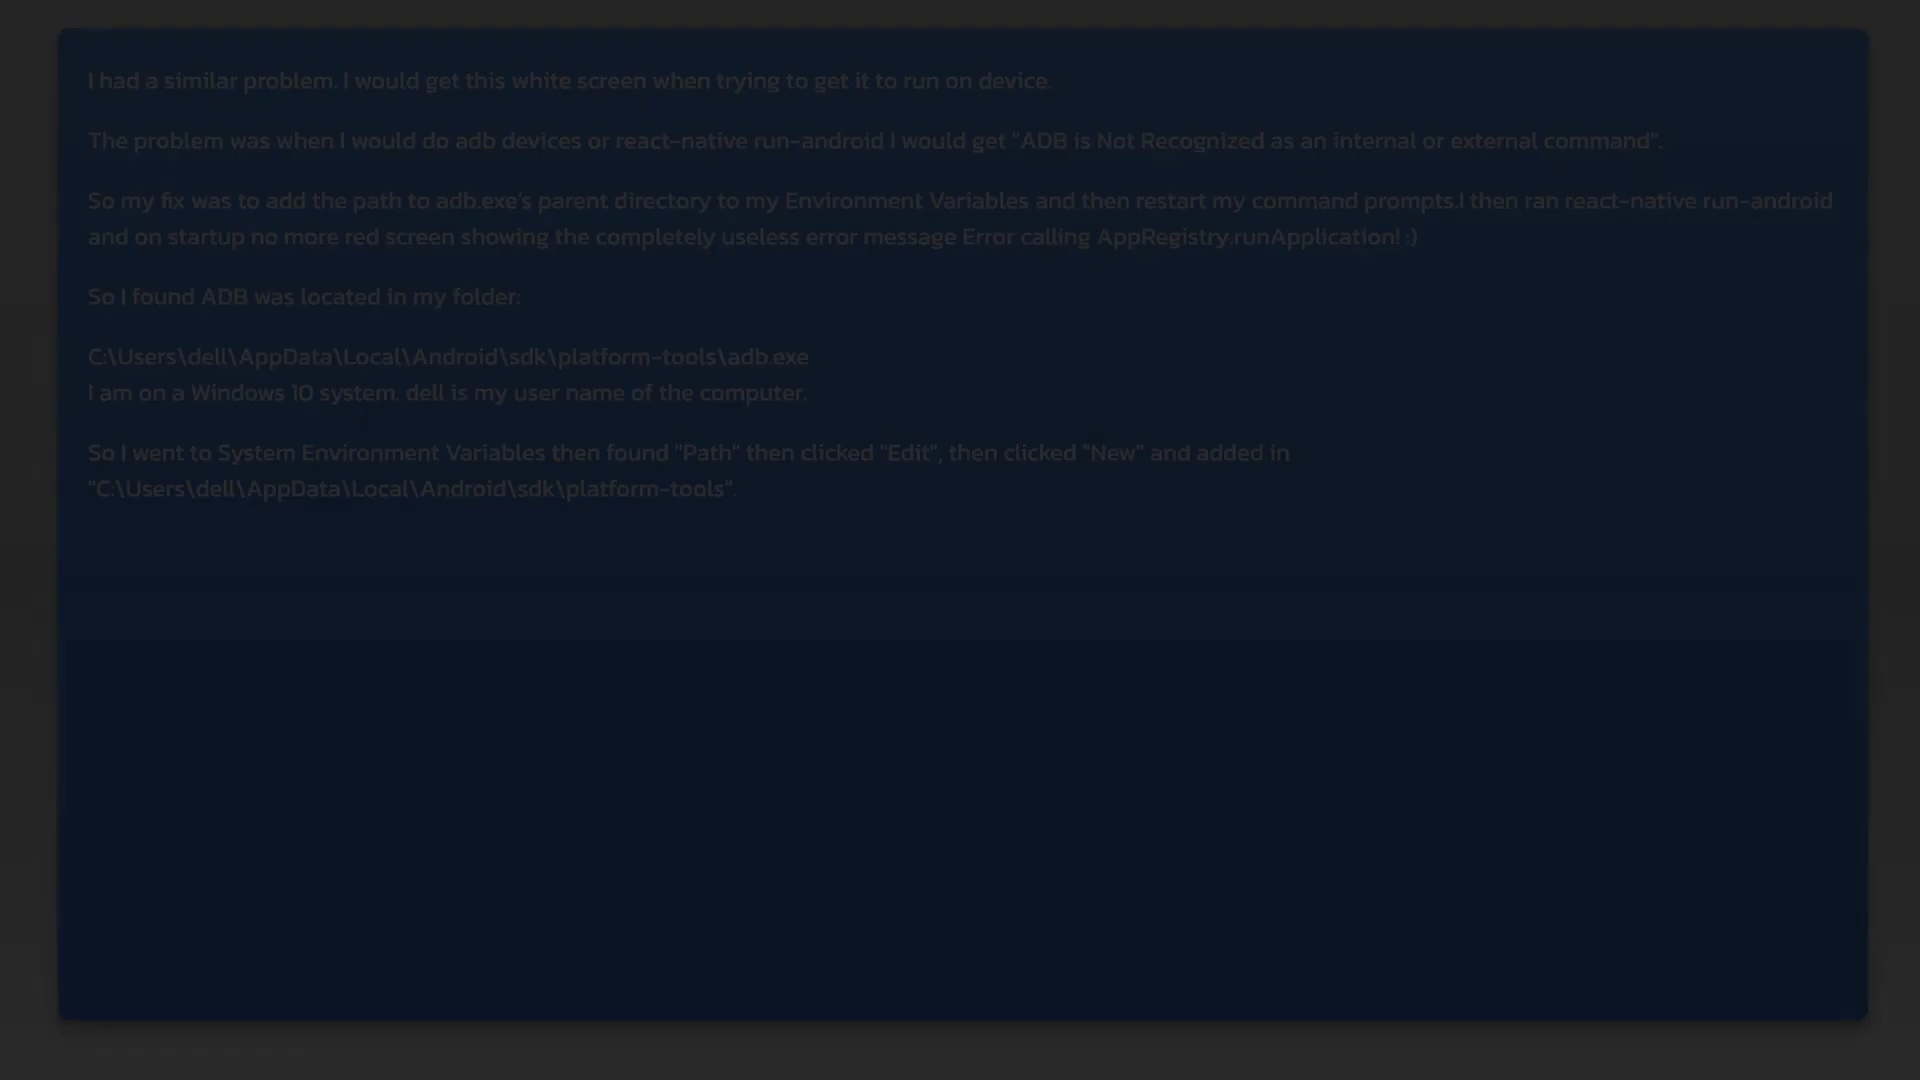 I had a similar problem. I would get this white screen when trying to get it to run on device.
The problem was when I would do adb devices or react-native run-android I would get "ADB is Not Recognized as an internal or external command".
So my fix was to add the path to adb.exe's parent directory to my Environment Variables and then restart my command prompts.I then ran react-native run-android
and on startup no more red screen showing the completely useless error message Error calling AppRegistry.runApplication! :)
So I found ADB was located in my folder:
C:\Users\dell\AppData\Local\Android\sdk\platform-tools\adb.exe
I am on a Windows 10 system. dell is my user name of the computer.
So I went to System Environment Variables then found "Path" then clicked "Edit", then clicked "New" and added in
"C:\Users\dell\AppData\Local\Android\sdk\platform-tools".